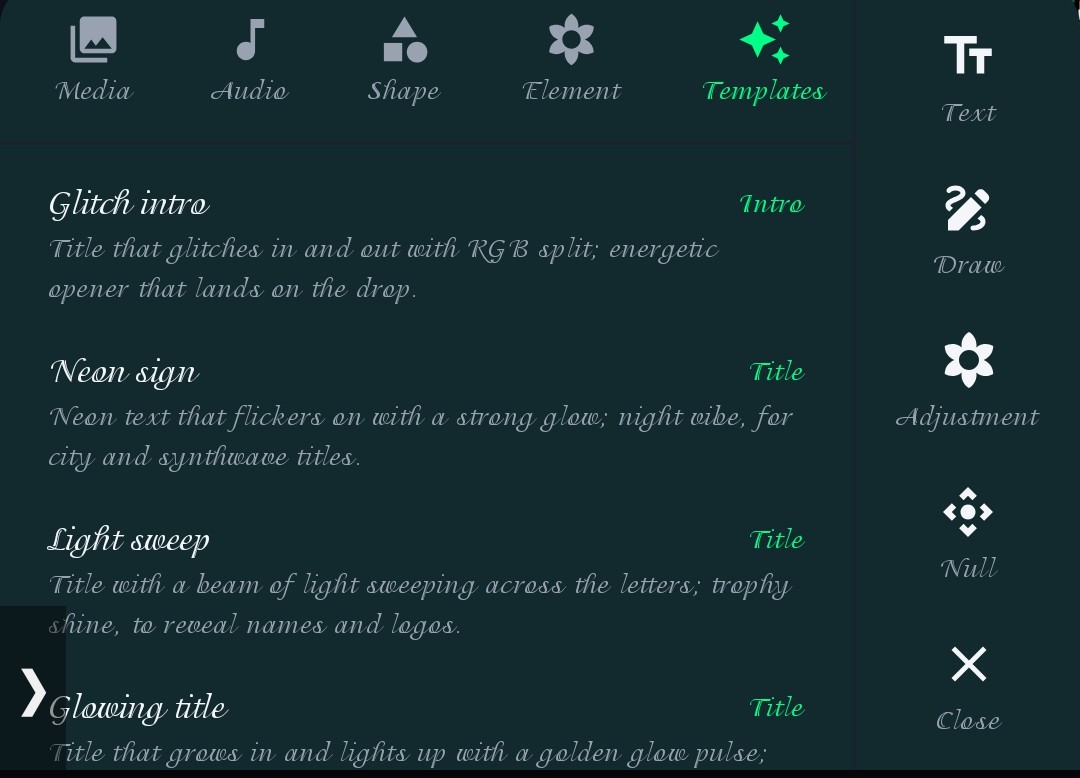 Media
Audio
Shape
Element
Templates
Text
Draw
Adjustment
Null
Close
Glitch intro
Intro
Title that glitches in and out with RGB split; energetic
opener that lands on the drop.
Neon sign
Title
Neon text that flickers on with a strong glow; night vibe, for
city and synthwave titles.
Light sweep
Title
Title with a beam of light sweeping across the letters; trophy
shine, to reveal names and logos.
Glowing title
Title
Title that grows in and lights up with a golden glow pulse;